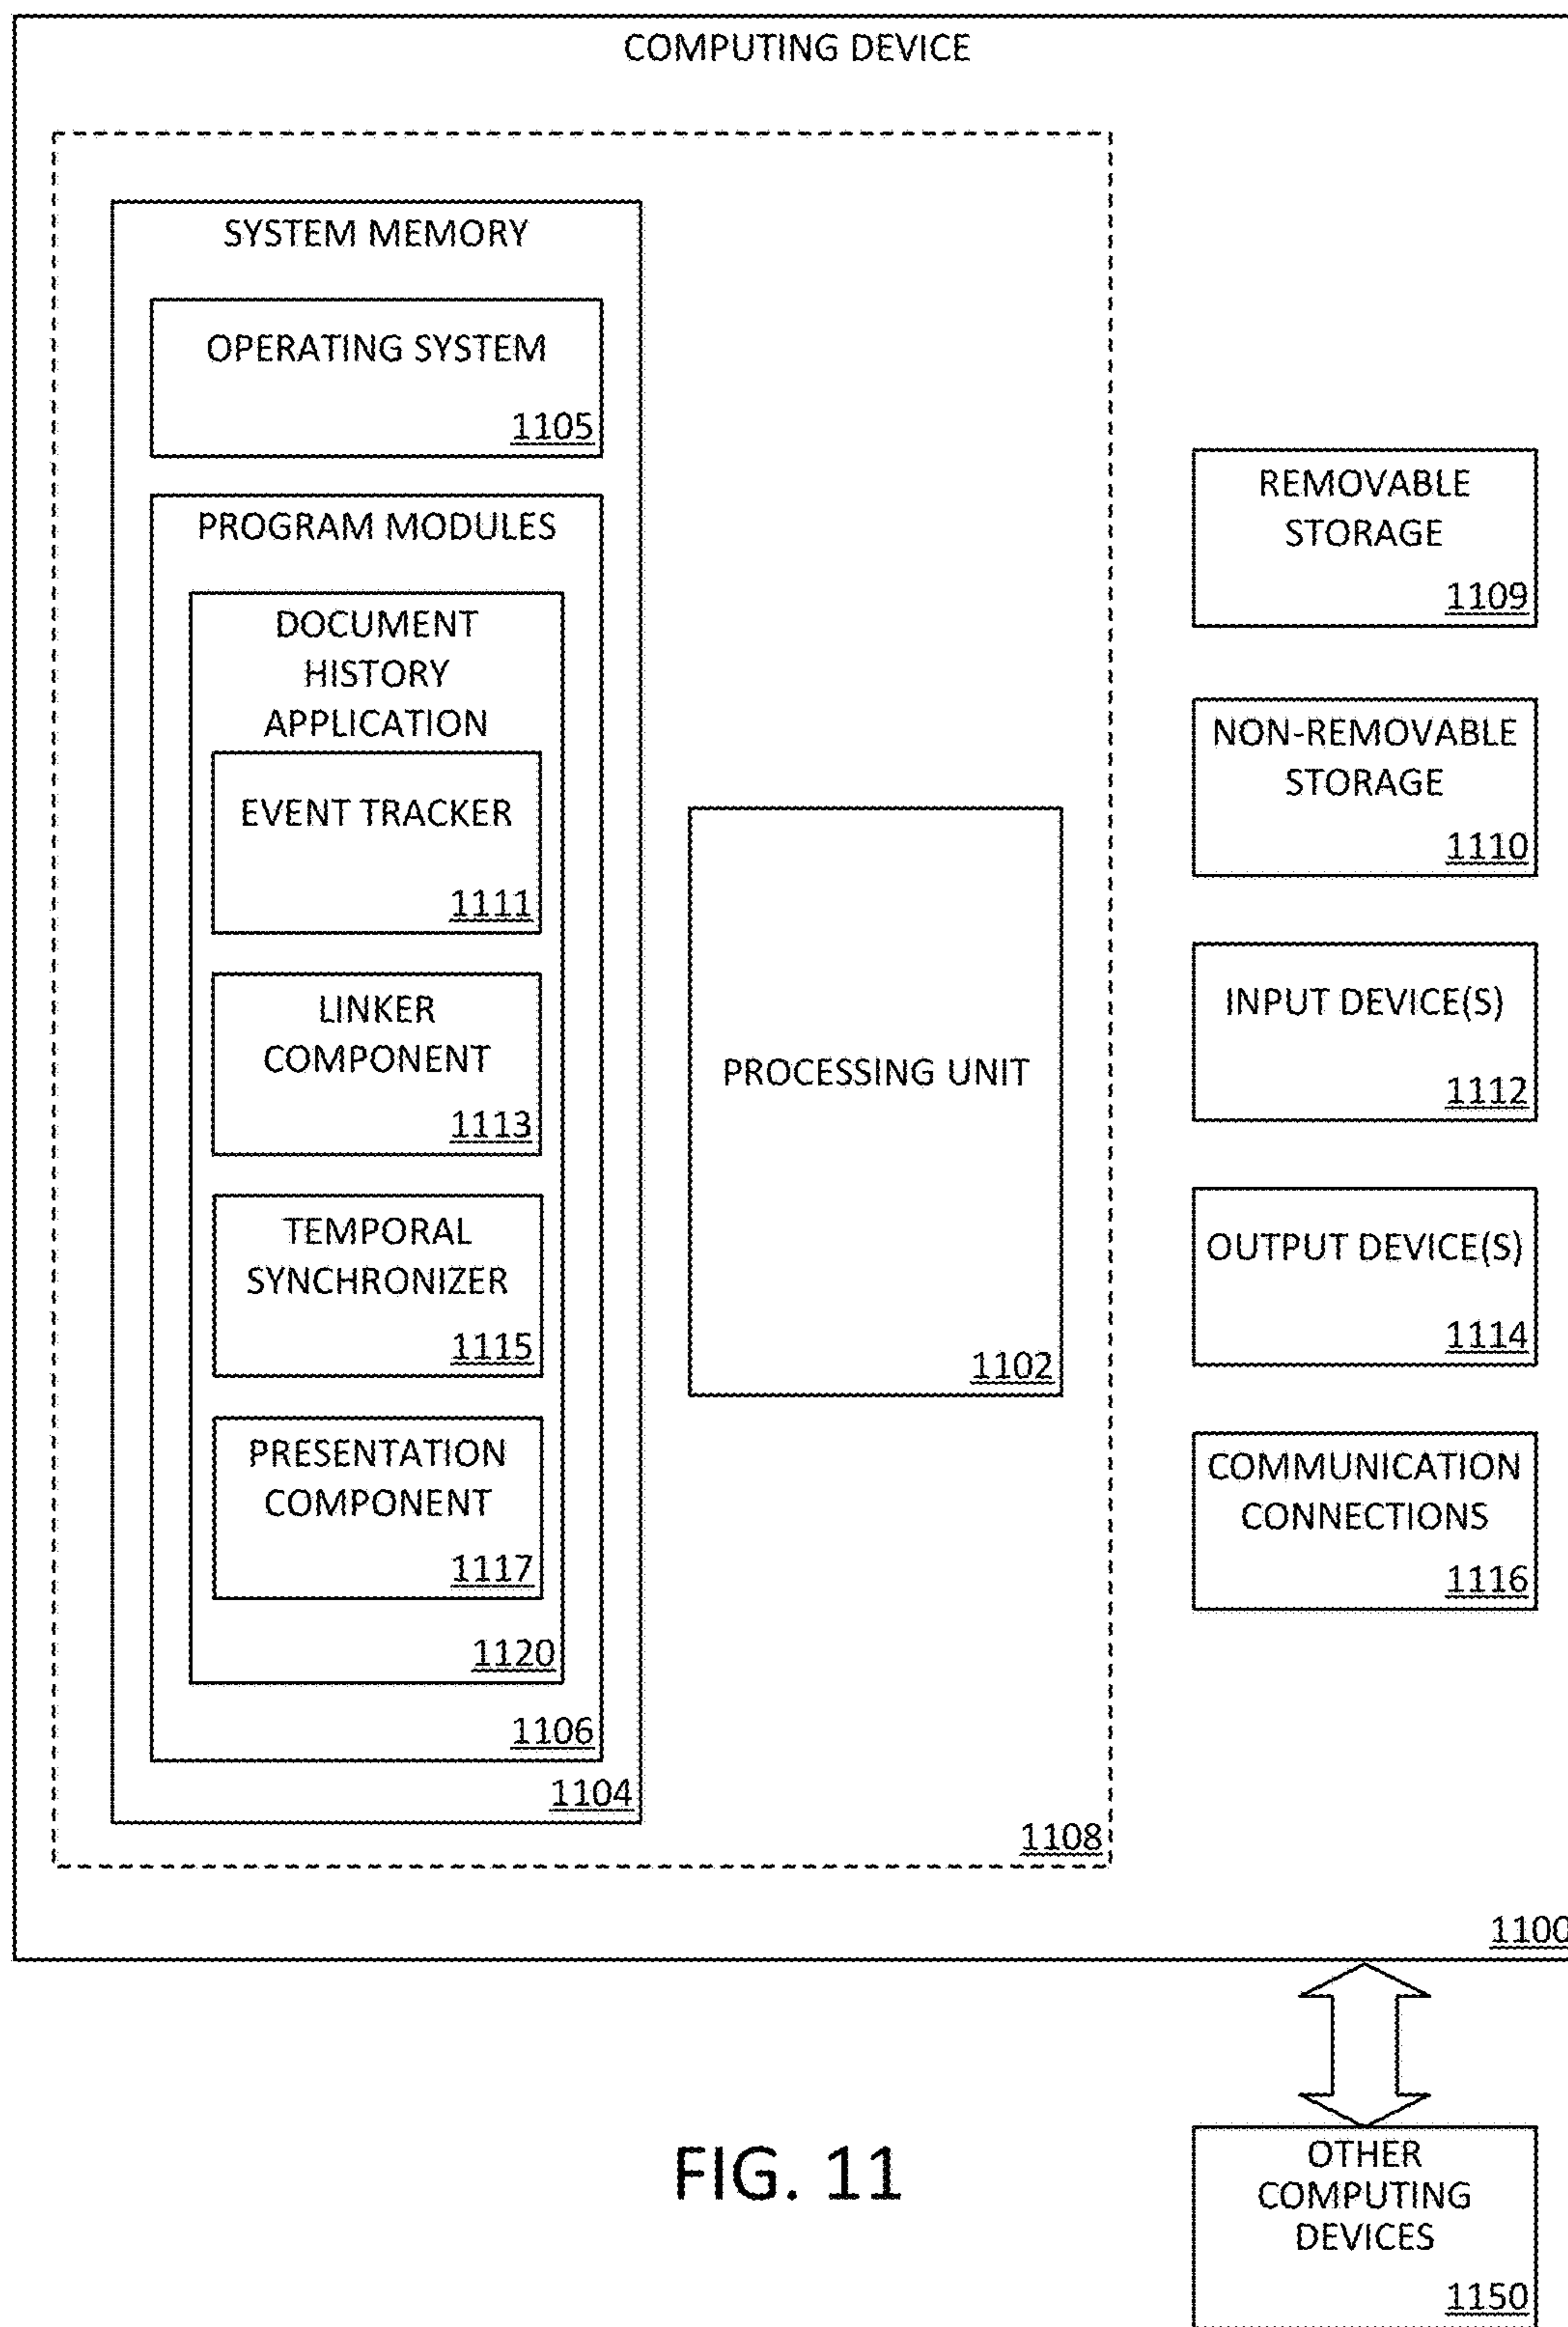 COMPUTING DEVICE
SYSTEM MEMORY
OPERATING SYSTEM
1105
PROGRAM MODULES
DOCUMENT
HISTORY
APPLICATION
EVENT TRACKER
1111
LINKER
COMPONENT
1113
TEMPORAL
SYNCHRONIZER
1115
PRESENTATION
COMPONENT
1117
1120
1106
1104
PROCESSING UNIT
1102
1108
REMOVABLE
STORAGE
1109
NON-REMOVABLE
STORAGE
1110
INPUT DEVICE(S)
1112
OUTPUT DEVICE(S)
1114
COMMUNICATION
CONNECTIONS
1116
1100
OTHER
COMPUTING
DEVICES
1150
FIG. 11